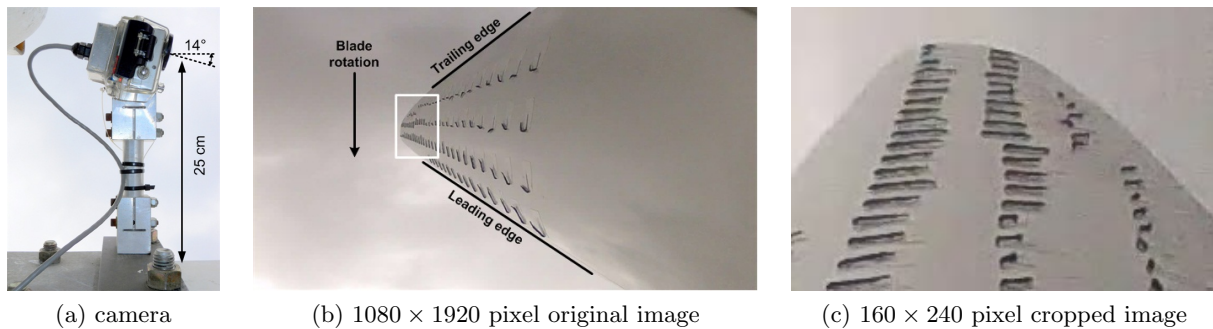 14°
25 cm
Blade
rotation
Trailing edge
Leading edge
(a) camera
(b) 1080 × 1920 pixel original image
(c) 160 × 240 pixel cropped image